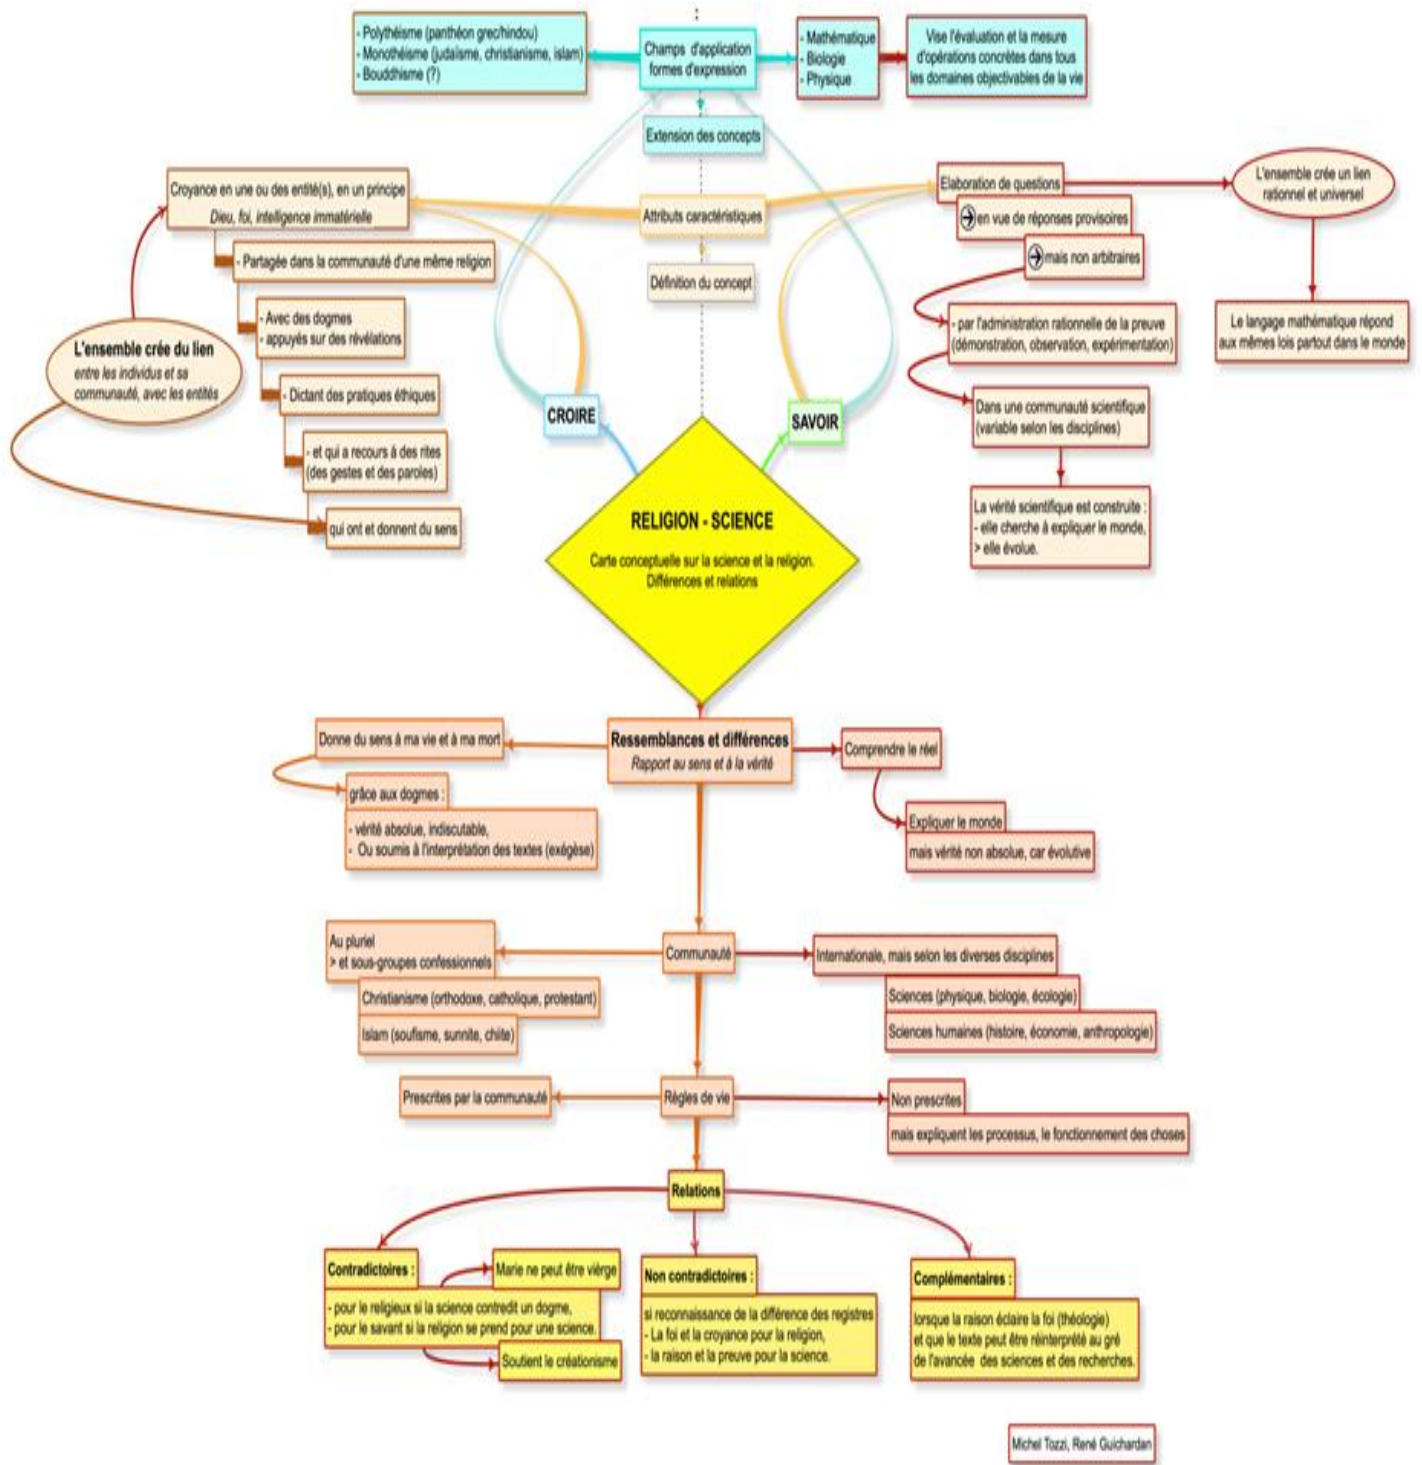 :
- Polythéisme (panthéon grec/hindou)
- Monothéisme (judaïsme, christianisme, islam)
- Bouddhisme (?)
Champs d'application
formes d'expression
- Mathématique
- Biologie
- Physique
Vise l'évaluation et la mesure
d'opérations concrètes dans tous
les domaines objectivables de la vie
Extension des concepts
Croyance en une ou des entité(s), en un principe
Dieu, foi, intelligence immatérielle
- Partagée dans la communauté d'une même religion
- Avec des dogmes
- appuyés sur des révélations
- Dictant des pratiques éthiques
- et qui a recours à des rites
(des gestes et des paroles)
qui ont et donnent du sens
L'ensemble crée du lien
entre les individus et sa
communauté, avec les entités
Attributs caractéristiques
Définition du concept
Elaboration de questions
en vue de réponses provisoires
mais non arbitraires
- par l'administration rationnelle de la preuve
(démonstration, observation, expérimentation)
Dans une communauté scientifique
(variable selon les disciplines)
La vérité scientifique est construite :
- elle cherche à expliquer le monde,
> elle évolue.
L'ensemble crée un lien
rationnel et universel
Le langage mathématique répond
aux mêmes lois partout dans le monde
CROIRE
SAVOIR
RELIGION - SCIENCE
Carte conceptuelle sur la science et la religion.
Différences et relations
Ressemblances et différences
Rapport au sens et à la vérité
Donne du sens à ma vie et à ma mort
grâce aux dogmes :
- vérité absolue, indiscutable,
- Ou soumis à l'interprétation des textes (exégèse)
Comprendre le réel
Expliquer le monde
mais vérité non absolue, car évolutive
Communauté
Au pluriel
> et sous-groupes confessionnels
Christianisme (orthodoxe, catholique, protestant)
Islam (soufisme, sunnite, chiite)
Internationale, mais selon les diverses disciplines
Sciences (physique, biologie, écologie)
Sciences humaines (histoire, économie, anthropologie)
Règles de vie
Prescrites par la communauté
Non prescrites
mais expliquent les processus, le fonctionnement des choses
Relations
Contradictoires :
- pour le religieux si la science contredit un dogme,
- pour le savant si la religion se prend pour une science.
Marie ne peut être vièrge
Soutient le créationisme
Non contradictoires :
si reconnaissance de la différence des registres
- La foi et la croyance pour la religion,
- la raison et la preuve pour la science.
Complémentaires :
lorsque la raison éclaire la foi (théologie)
et que le texte peut être réinterprété au gré
de l'avancée des sciences et des recherches.
Michel Tozzi, René Guichardan